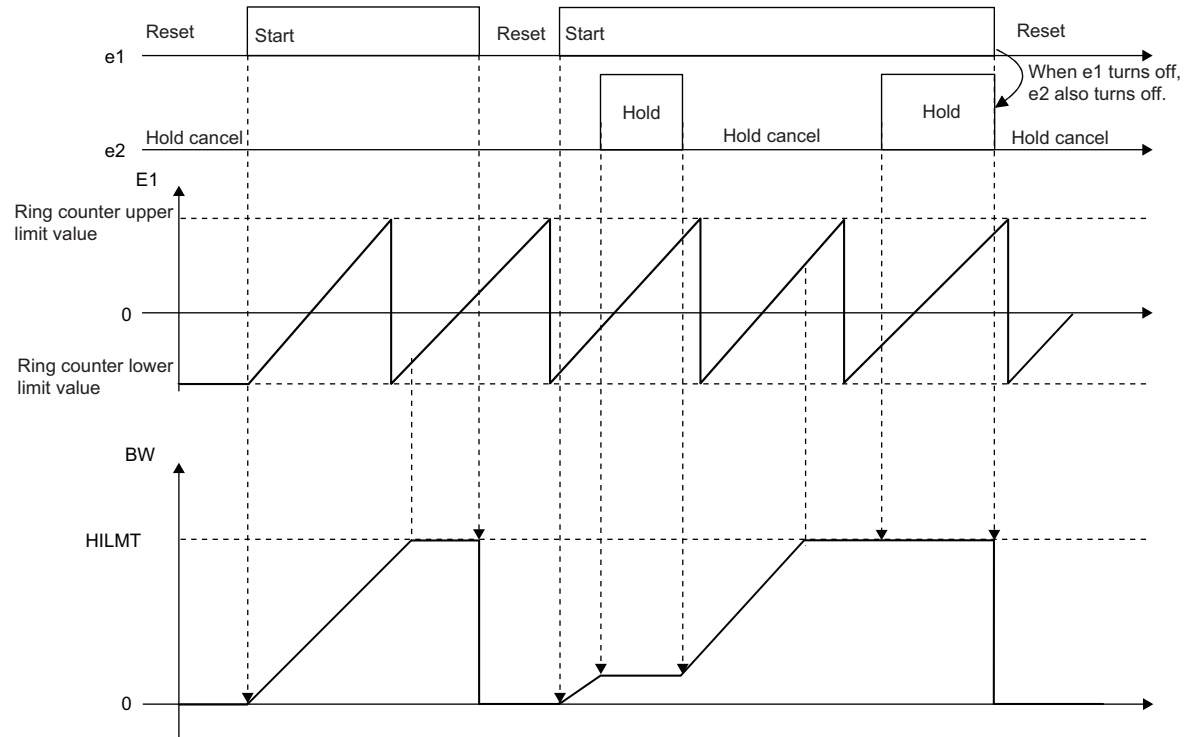 Reset
Start
Reset
Start
Reset
e1
When e1 turns off,
e2 also turns off.
Hold
Hold
Hold cancel
Hold cancel
Hold cancel
e2
E1
Ring counter upper
limit value
0
Ring counter lower
limit value
BW
HILMT
0